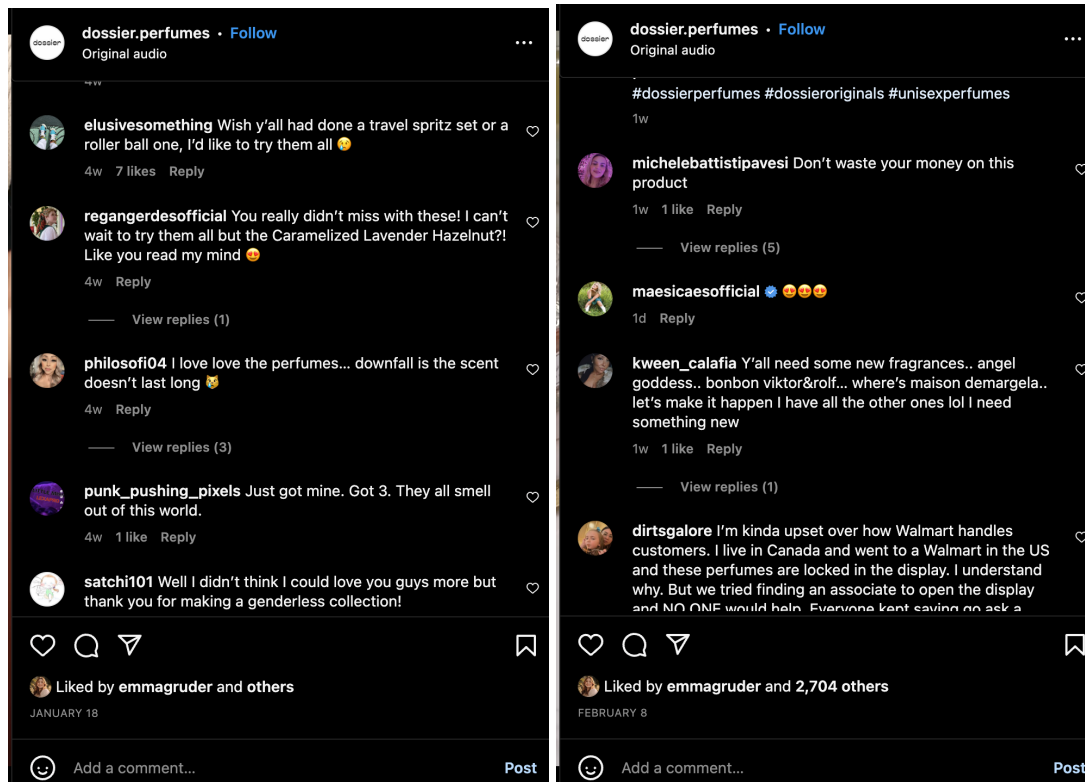 dossier
dossier.perfumes • Follow
Original audio
...
4w
elusivesomething Wish y’all had done a travel spritz set or a
roller ball one, I’d like to try them all 😢
4w 7 likes Reply
regangerdesofficial You really didn’t miss with these! I can’t
wait to try them all but the Caramelized Lavender Hazelnut?!
Like you read my mind 😍
4w Reply
View replies (1)
philosofi04 I love love the perfumes... downfall is the scent
doesn’t last long 😿
4w Reply
View replies (3)
punk_pushing_pixels Just got mine. Got 3. They all smell
out of this world.
4w 1 like Reply
satchi101 Well I didn’t think I could love you guys more but
thank you for making a genderless collection!
Liked by emmagruder and others
JANUARY 18
Add a comment...
Post
dossier
dossier.perfumes • Follow
Original audio
...
#dossierperfumes #dossieroriginals #unisexperfumes
1w
michelebattistipavesi Don’t waste your money on this
product
1w 1 like Reply
View replies (5)
maesicaesofficial 😍😍😍
1d Reply
kween_calafia Y’all need some new fragrances.. angel
goddess.. bonbon viktor&rolf... where’s maison demargela..
let’s make it happen I have all the other ones lol I need
something new
1w 1 like Reply
View replies (1)
dirtsgalore I’m kinda upset over how Walmart handles
customers. I live in Canada and went to a Walmart in the US
and these perfumes are locked in the display. I understand
why. But we tried finding an associate to open the display
and NO ONE would help. Everyone kept saying go ask a
Liked by emmagruder and 2,704 others
FEBRUARY 8
Add a comment...
Post